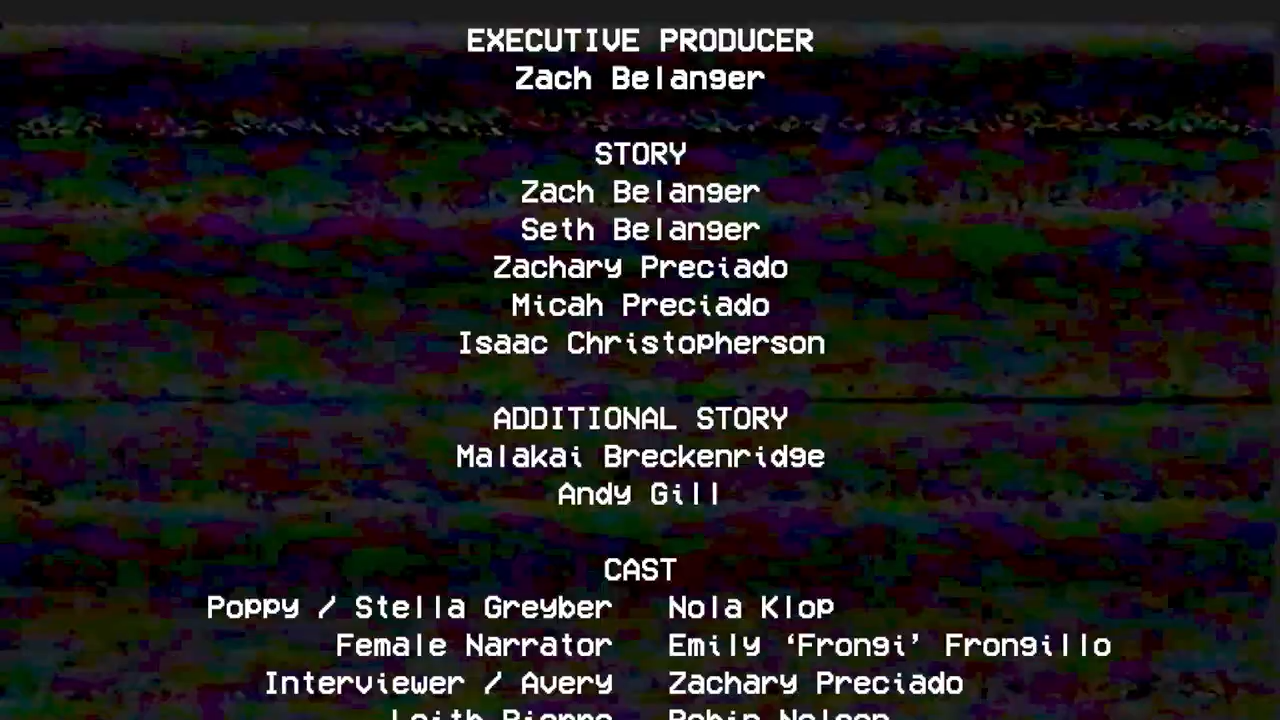 EXECUTIVE PRODUCER
Zach Belanger
STORY
Zach Belanger
Seth Belanger
Zachary Preciado
Micah Preciado
Isaac Christopherson
ADDITIONAL STORY
Malakai Breckenridge
Andy Gill
CAST
Poppy / Stella Greyber Nola Klop
Female Narrator Emily ‘Frongi’ Frongillo
Interviewer / Avery Zachary Preciado